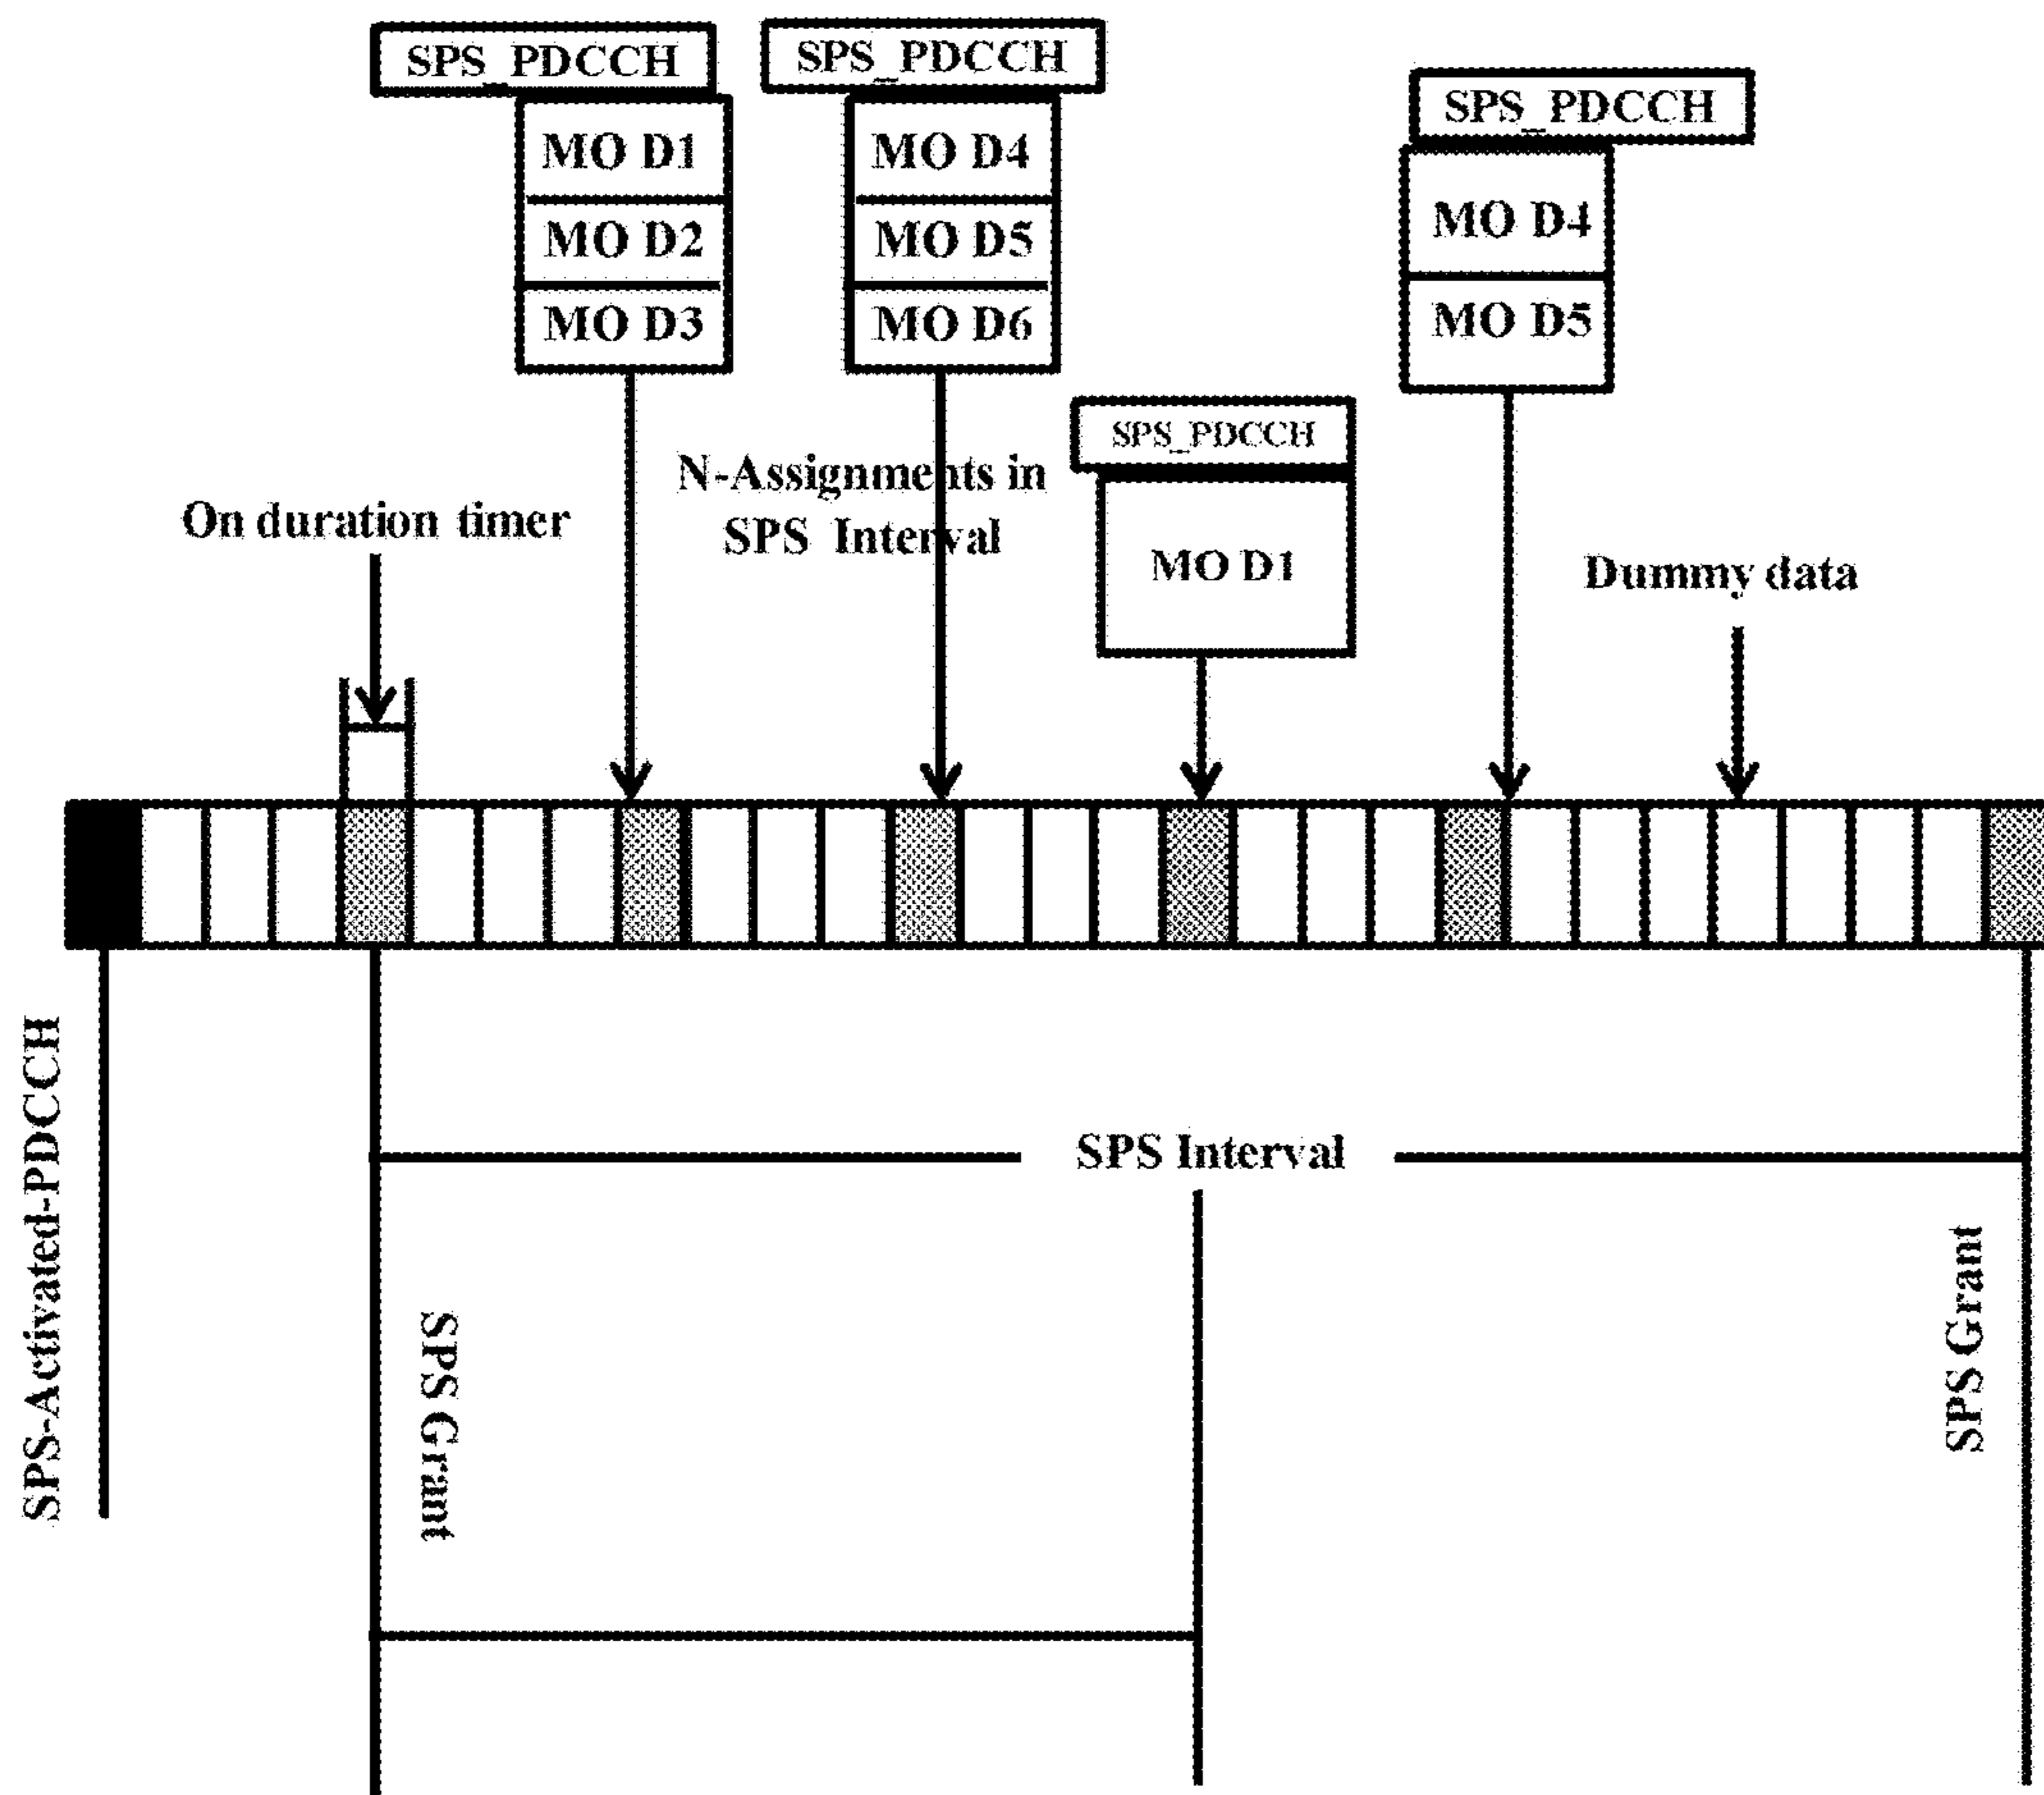 SPS_PDCCH
MO D1
MO D2
MO D3
SPS_PDCCH
MO D4
MO D5
MO D6
SPS_PDCCH
MO D4
MO D5
SPS_PDCCH
MO D1
On duration timer
N-Assignments in
SPS Interval
Dummy data
SPS-Activated-PDCCH
SPS Interval
SPS Grant
SPS Grant